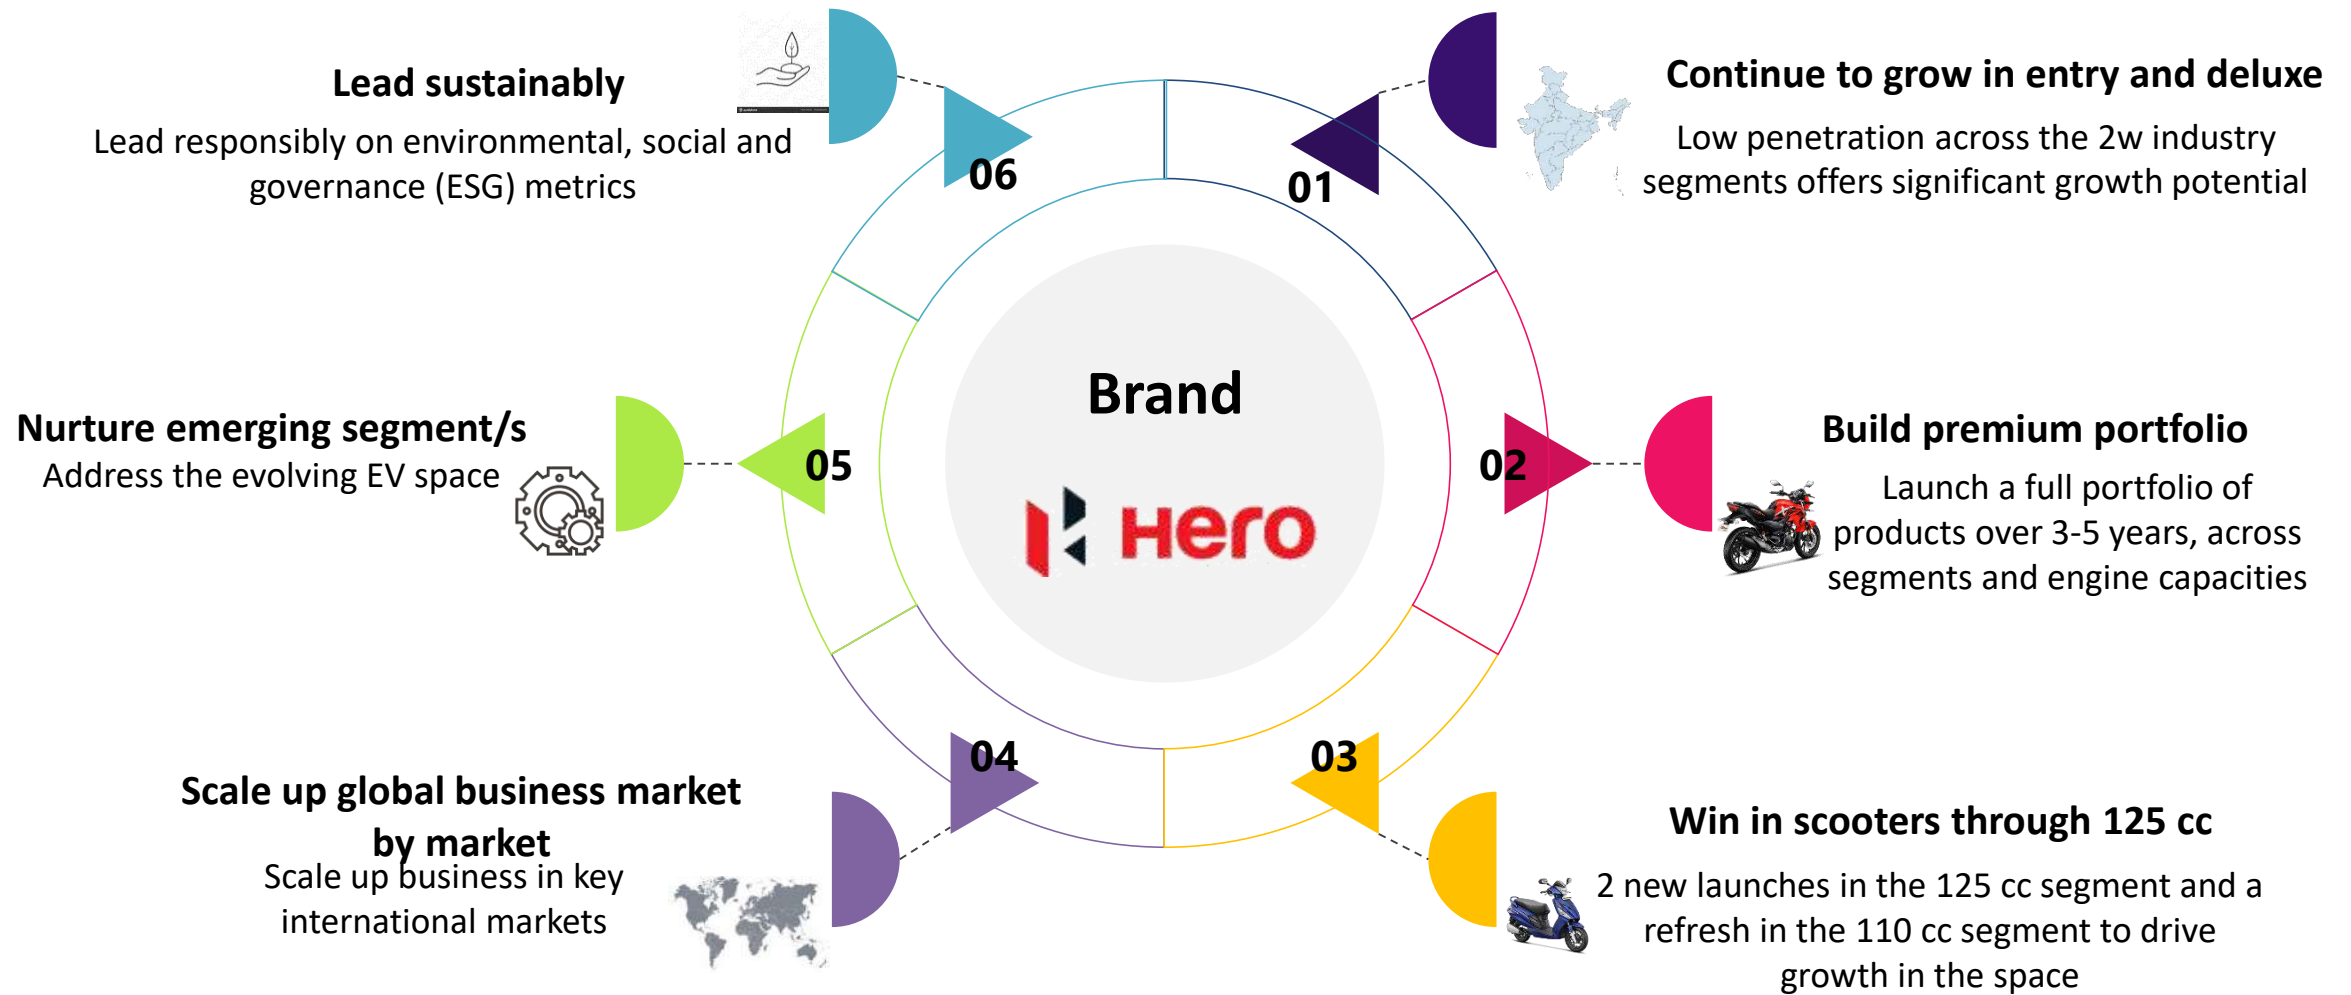 Lead sustainably
Lead responsibly on environmental, social and
governance (ESG) metrics
06
01
Continue to grow in entry and deluxe
Low penetration across the 2w industry
segments offers significant growth potential
Nurture emerging segment/s
Address the evolving EV space
05
Brand
Hero
02
Build premium portfolio
Launch a full portfolio of
products over 3-5 years, across
segments and engine capacities
Scale up global business market
by market
Scale up business in key
international markets
04
03
Win in scooters through 125 cc
2 new launches in the 125 cc segment and a
refresh in the 110 cc segment to drive
growth in the space